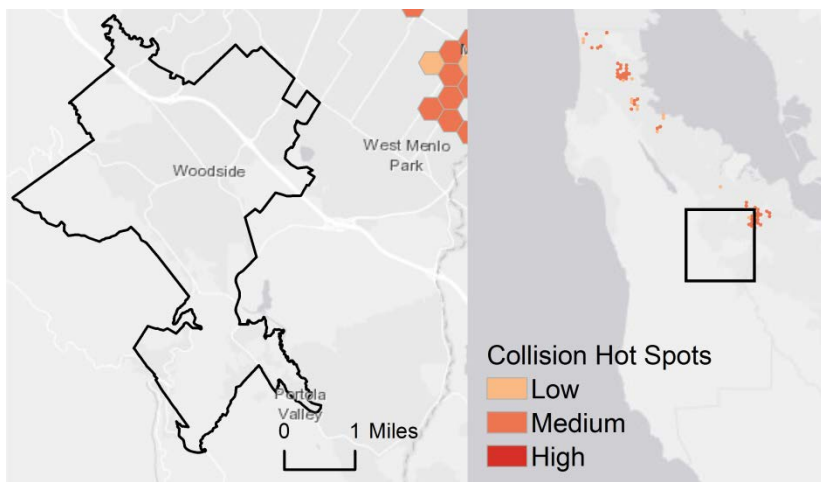 M
Woodside
West Menlo
Park
Portola
Valley
0 1 Miles
Collision Hot Spots
Low
Medium
High